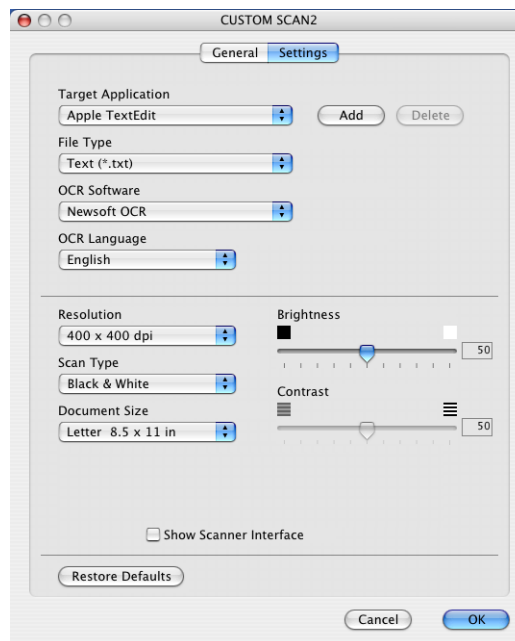 CUSTOM SCAN2
General Settings
Target Application
Apple TextEdit Add Delete
File Type
Text (*.txt)
OCR Software
Newsoft OCR
OCR Language
English
Resolution
400 x 400 dpi
Scan Type
Black & White
Document Size
Letter 8.5 x 11 in
Brightness
50
Contrast
50
Show Scanner Interface
Restore Defaults
Cancel OK